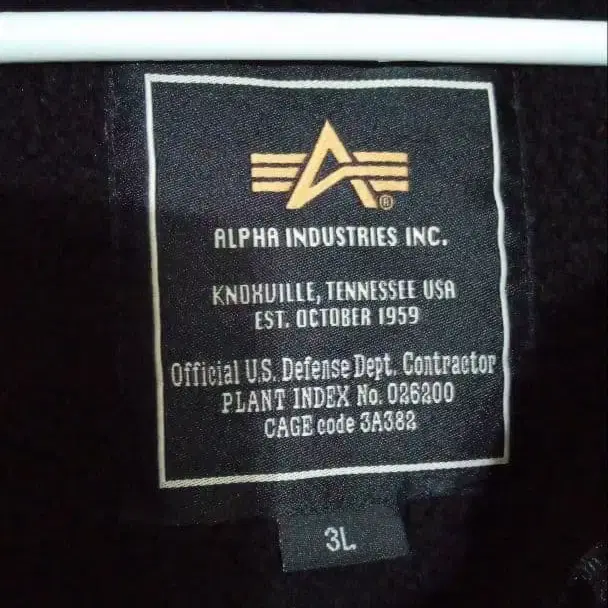 ALPHA INDUSTRIES INC.
KNOXVILLE, TENNESSEE USA
EST. OCTOBER 1959
Official U.S. Defense Dept. Contractor
PLANT INDEX No. 026200
CAGE code 3A382
3L